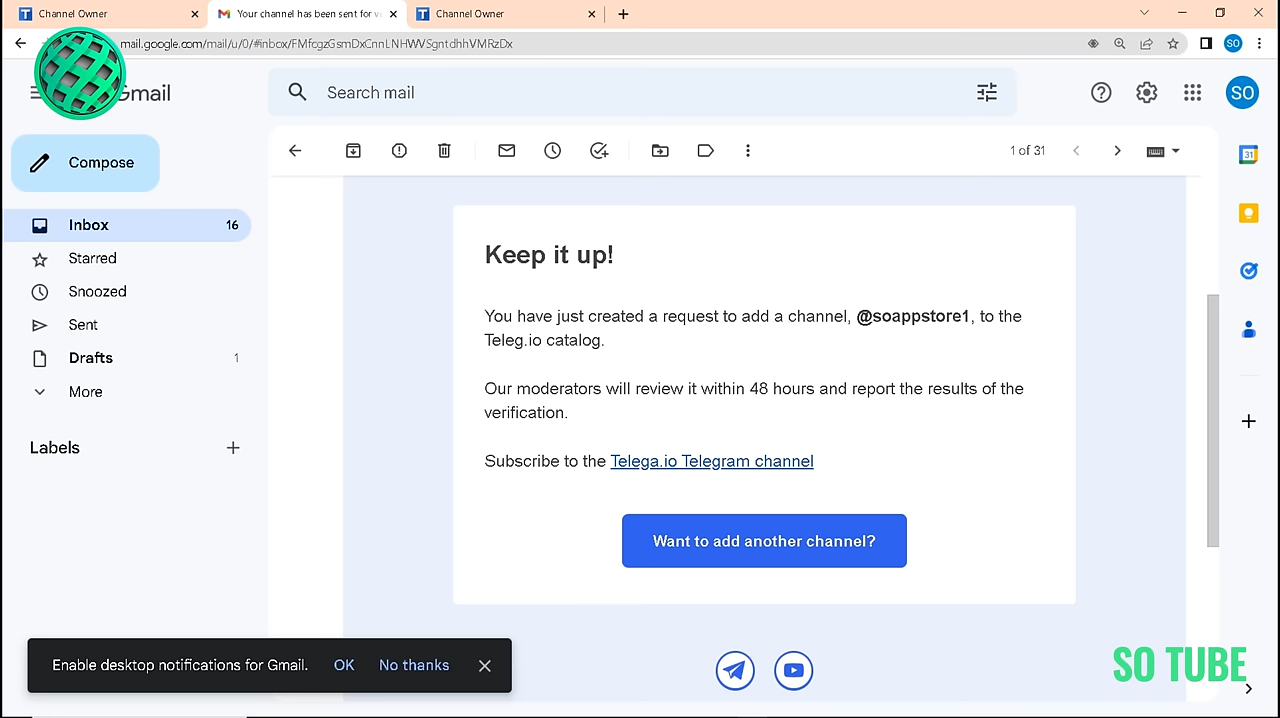 Channel Owner
Your channel has been sent for v
Channel Owner
mail.google.com/mail/u/0/#inbox/FMfcgzGsmDxCnnLNHWVSgntdhhVMRzDx
SO
Gmail
Search mail
SO
Compose
1 of 31
31
Inbox 16
Starred
Snoozed
Sent
Drafts 1
More
Labels
Keep it up!
You have just created a request to add a channel, @soappstore1, to the
Teleg.io catalog.
Our moderators will review it within 48 hours and report the results of the
verification.
Subscribe to the Telega.io Telegram channel
Want to add another channel?
Enable desktop notifications for Gmail. OK No thanks
SO TUBE